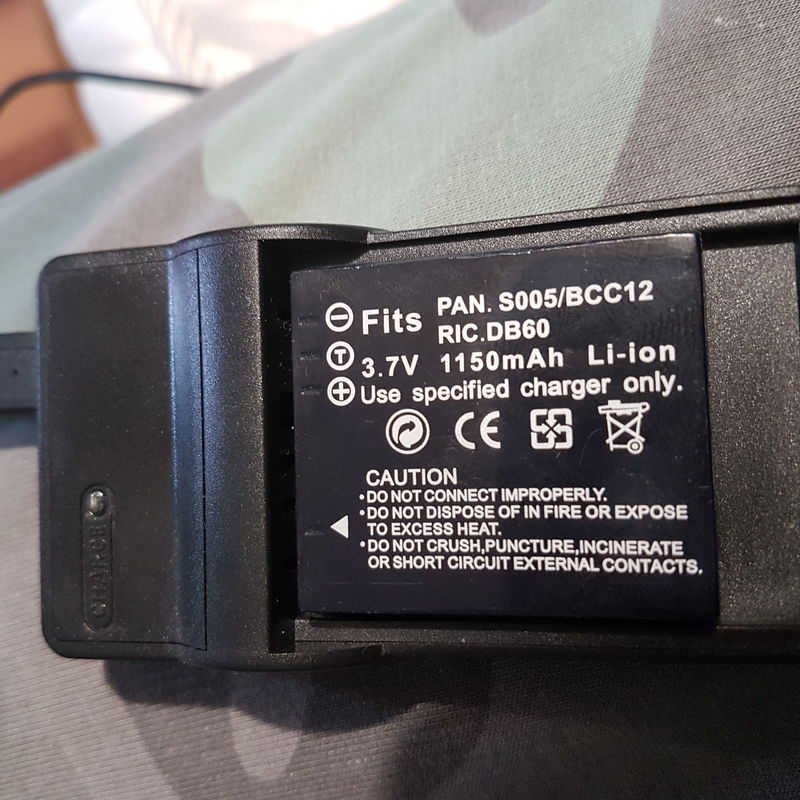 Fits PAN. S005/BCC12
RIC.DB60
T
3.7V 1150mAh Li-ion
Use specified charger only.
CE
CAUTION
•DO NOT CONNECT IMPROPERLY.
•DO NOT DISPOSE OF IN FIRE OR EXPOSE
TO EXCESS HEAT.
•DO NOT CRUSH,PUNCTURE,INCINERATE
OR SHORT CIRCUIT EXTERNAL CONTACTS.
CHARGE